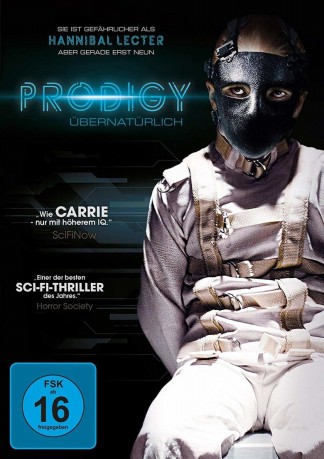 SIE IST GEFÄHRLICHER ALS
HANNIBAL LECTER
ABER GERADE ERST NEUN
PRODIGY
ÜBERNATÜRLICH
„Wie CARRIE
- nur mit höherem IQ.“
SciFiNow
„Einer der besten
SCI-FI-THRILLER
des Jahres.“
Horror Society
FSK
ab
16
freigegeben